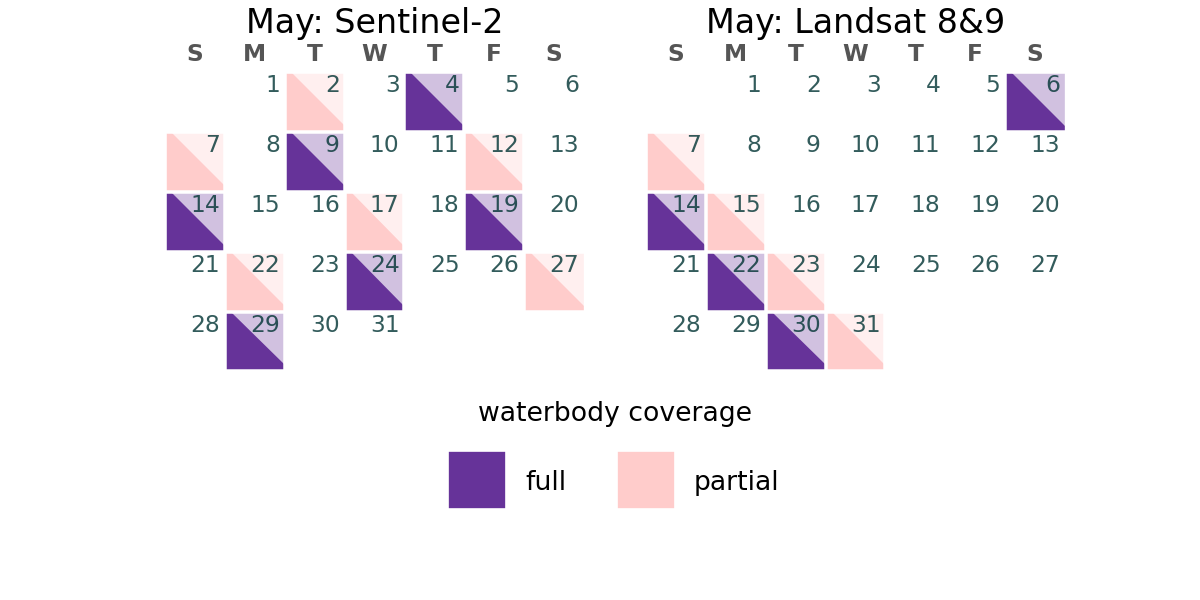 May: Sentinel-2
S M T W T F S
1 2 3 4 5 6
7 8 9 10 11 12 13
14 15 16 17 18 19 20
21 22 23 24 25 26 27
28 29 30 31
May: Landsat 8&9
S M T W T F S
1 2 3 4 5 6
7 8 9 10 11 12 13
14 15 16 17 18 19 20
21 22 23 24 25 26 27
28 29 30 31
waterbody coverage
full partial